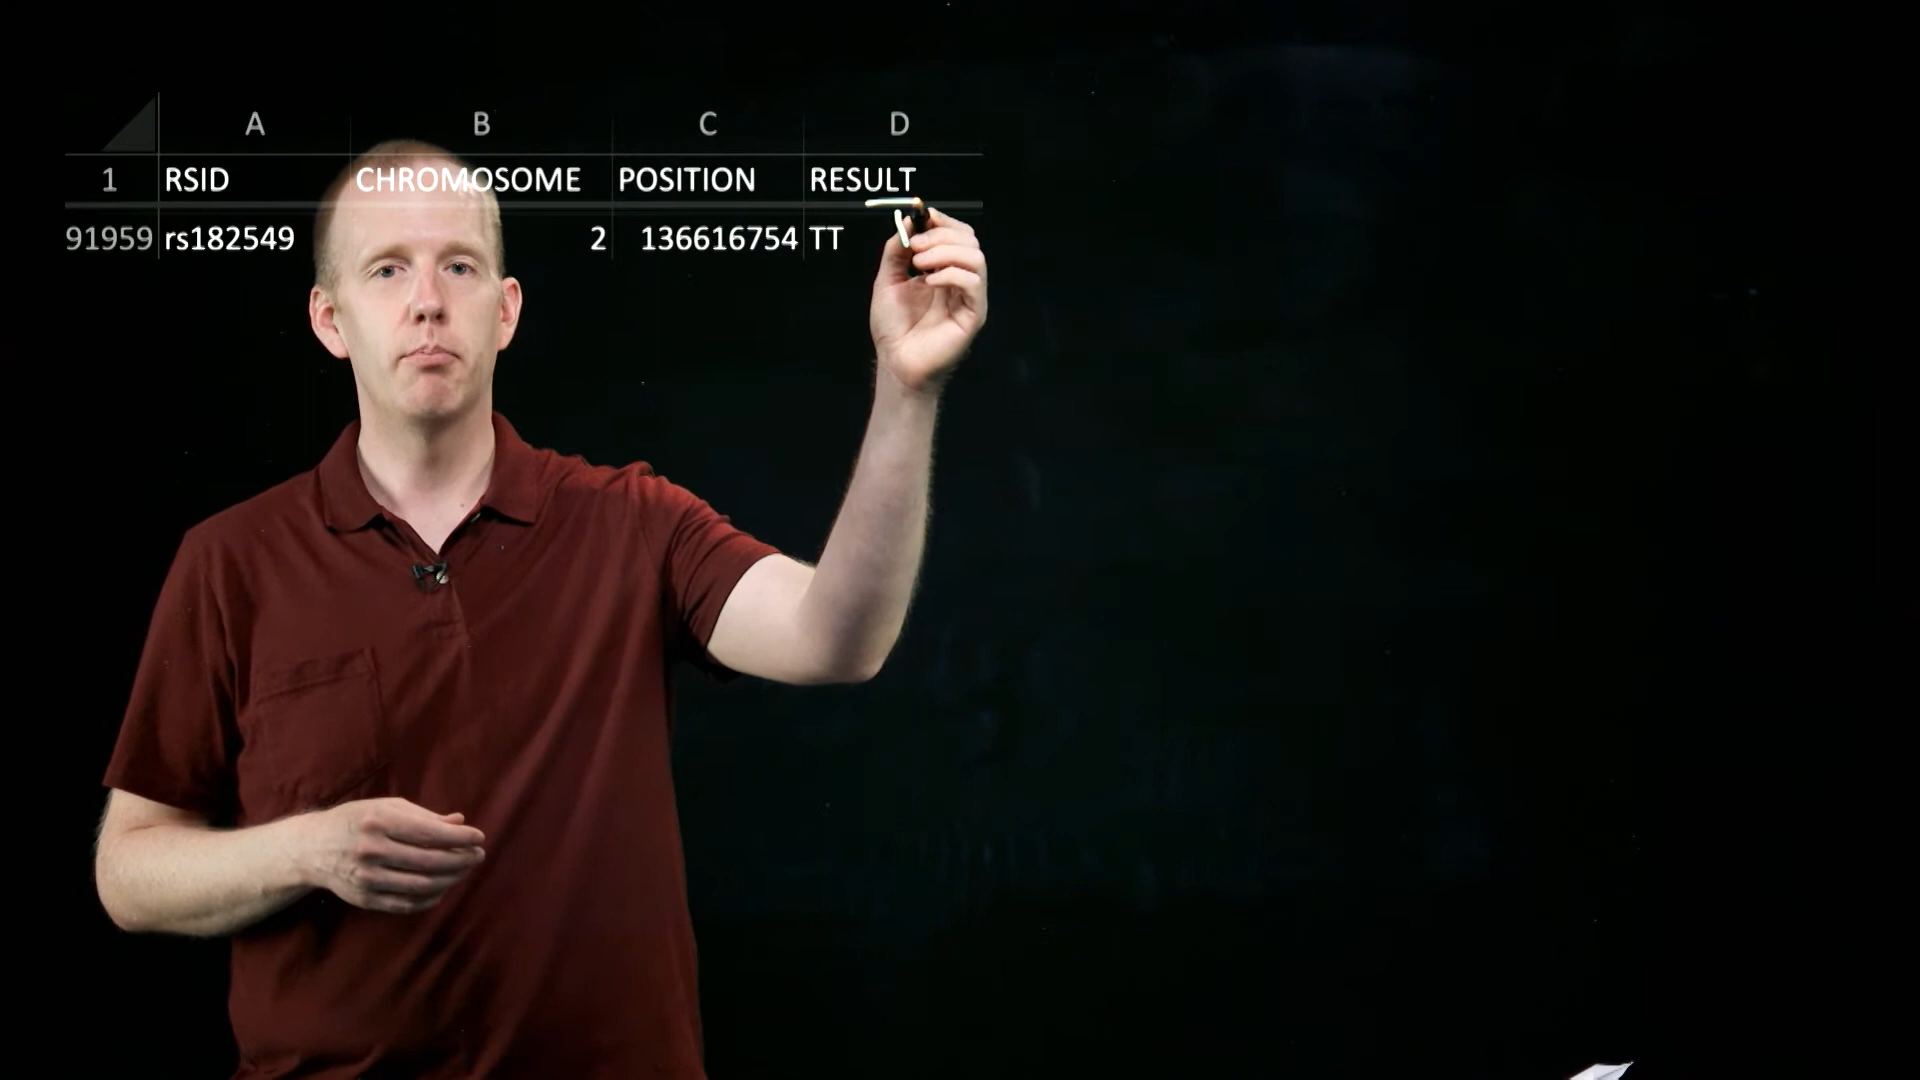 A B C D
1 RSID CHROMOSOME POSITION RESULT
91959 rs182549 2 136616754 TT